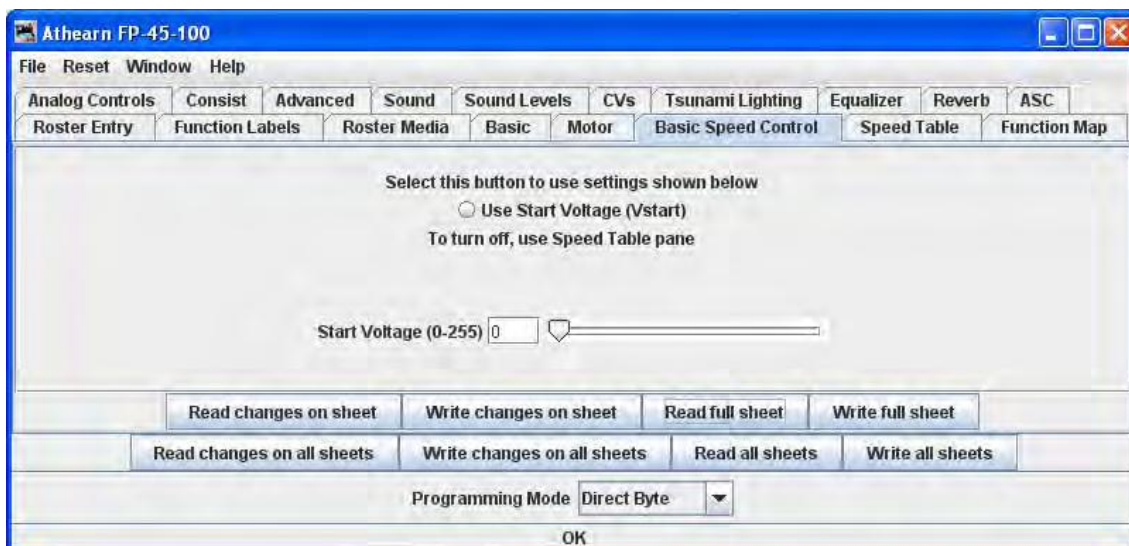 Athearn FP-45-100
File Reset Window Help
Analog Controls Consist Advanced Sound Sound Levels CVs Tsunami Lighting Equalizer Reverb ASC
Roster Entry Function Labels Roster Media Basic Motor Basic Speed Control Speed Table Function Map
Select this button to use settings shown below
Use Start Voltage (Vstart)
To turn off, use Speed Table pane
Start Voltage (0-255) 0
Read changes on sheet Write changes on sheet Read full sheet Write full sheet
Read changes on all sheets Write changes on all sheets Read all sheets Write all sheets
Programming Mode Direct Byte
OK